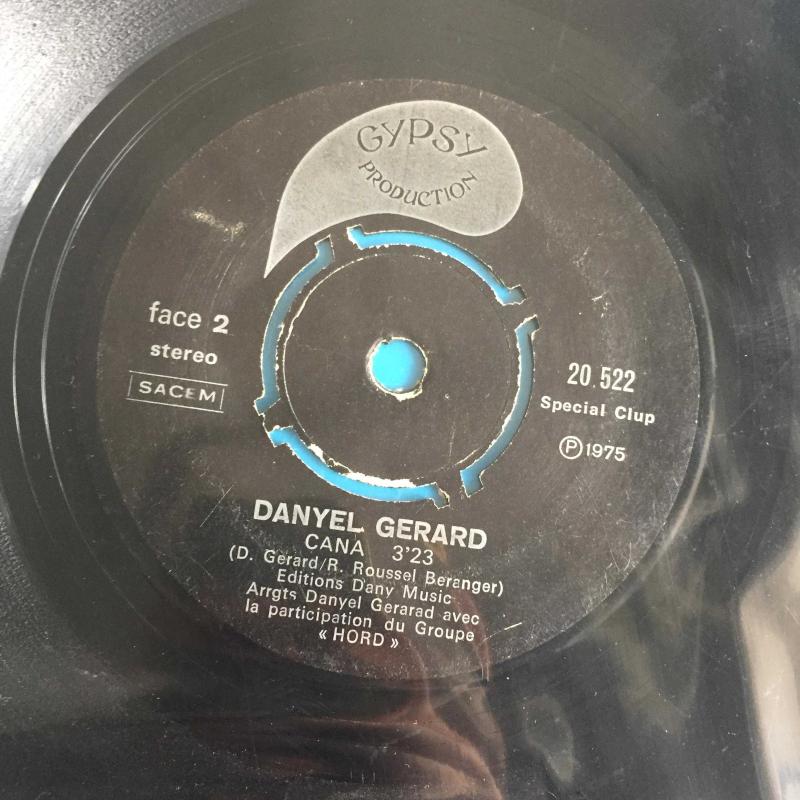 GYPSY
PRODUCTION
face 2
stereo
SACEM
20.522
Special Clup
Ⓟ 1975
DANYEL GERARD
CANA 3'23
(D. Gerard/R. Roussel Beranger)
Editions Dany Music
Arrgts Danyel Gerarad avec
la participation du Groupe
« HORD »